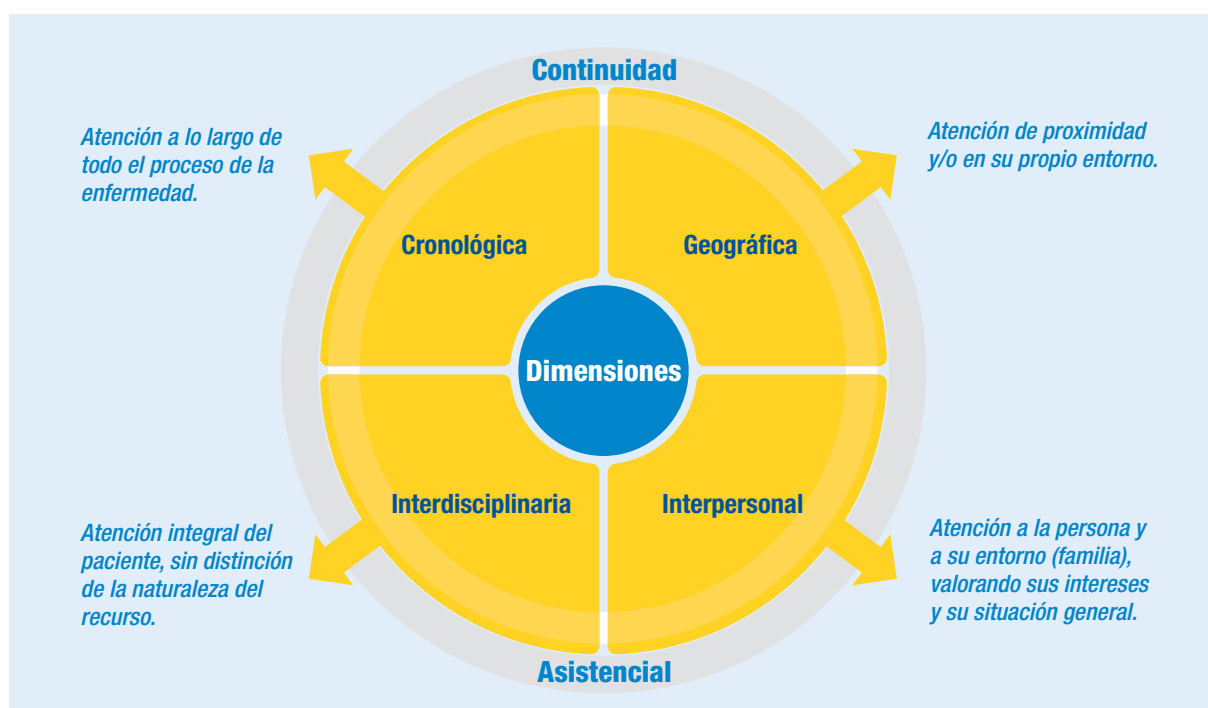 Continuidad
Atención a lo largo de
todo el proceso de la
enfermedad.
Atención de proximidad
y/o en su propio entorno.
Cronológica
Geográfica
Dimensiones
Interdisciplinaria
Interpersonal
Atención integral del
paciente, sin distinción
de la naturaleza del
recurso.
Atención a la persona y
a su entorno (familia),
valorando sus intereses
y su situación general.
Asistencial